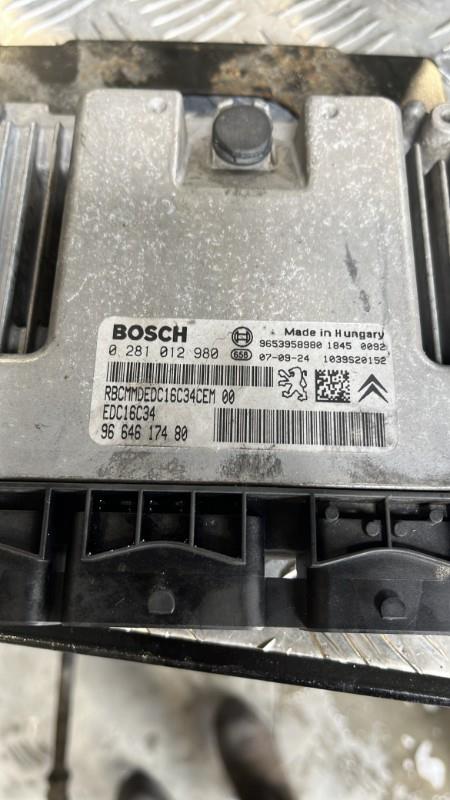 BOSCH
Made in Hungary
9653958980 1845 0092
0 281 012 980
656 07-09-24 1039S20152
RBCMMDEDC16C34CEM 00
EDC16C34
96 646 174 80